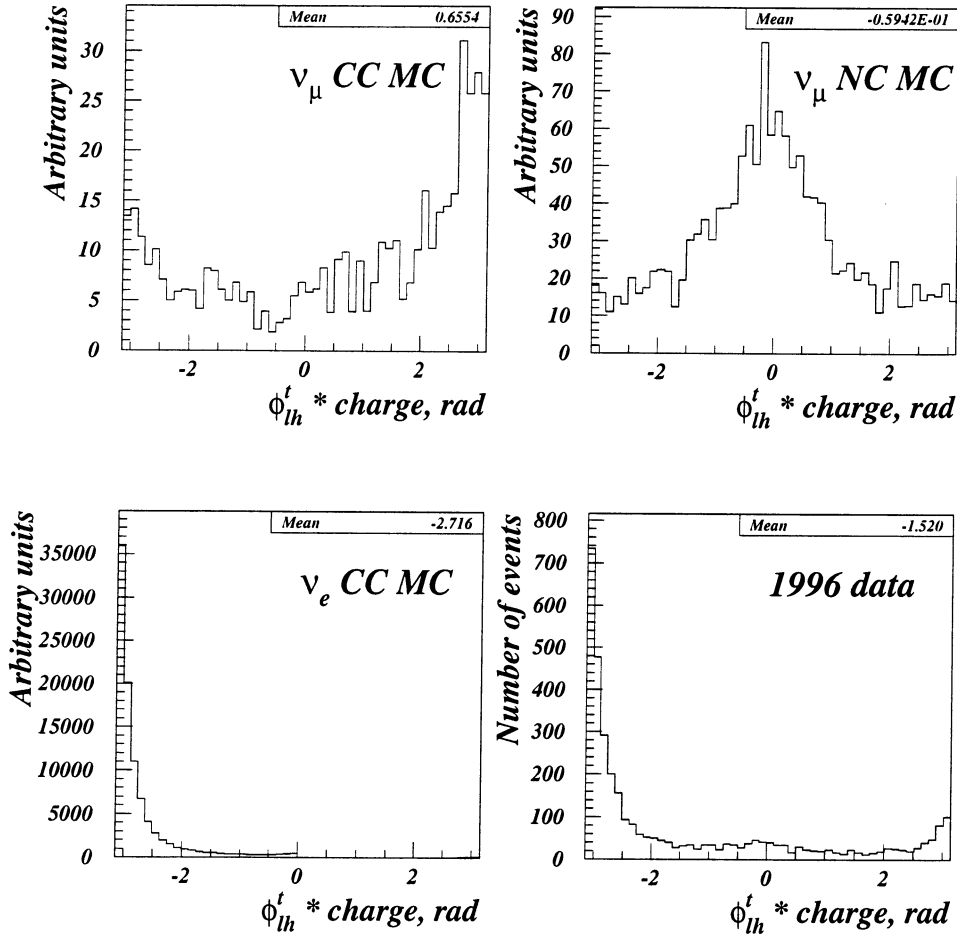 Mean 0.6554
ν_μ CC MC
Arbitrary units
30
25
20
15
10
5
0
-2 0 2
ϕ^t_lh * charge, rad
Mean -0.5942E-01
ν_μ NC MC
Arbitrary units
90
80
70
60
50
40
30
20
10
0
-2 0 2
ϕ^t_lh * charge, rad
Mean -2.716
ν_e CC MC
Arbitrary units
35000
30000
25000
20000
15000
10000
5000
0
-2 0 2
ϕ^t_lh * charge, rad
Mean -1.520
1996 data
Number of events
800
700
600
500
400
300
200
100
0
-2 0 2
ϕ^t_lh * charge, rad